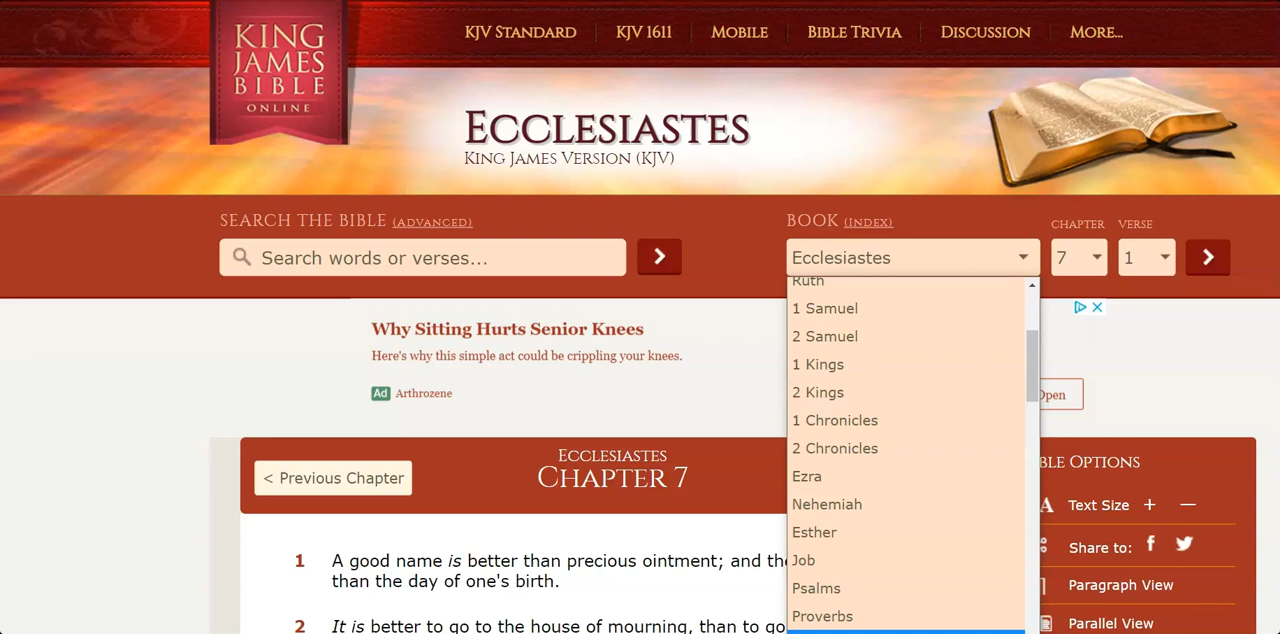 KJV Standard
KJV 1611
Mobile
Bible Trivia
Discussion
More...
KING
JAMES
BIBLE
ONLINE
Ecclesiastes
King James Version (KJV)
Search the Bible (Advanced)
Search words or verses...
Book (Index)
Chapter
Verse
Ecclesiastes
7
1
Ruth
1 Samuel
2 Samuel
1 Kings
2 Kings
1 Chronicles
2 Chronicles
Ezra
Nehemiah
Esther
Job
Psalms
Proverbs
Why Sitting Hurts Senior Knees
Here's why this simple act could be crippling your knees.
Ad Arthrozene
Open
< Previous Chapter
Ecclesiastes
Chapter 7
1 A good name is better than precious ointment; and
than the day of one's birth.
2 It is better to go to the house of mourning, than to go
Options
A Text Size + —
Share to:
Paragraph View
Parallel View